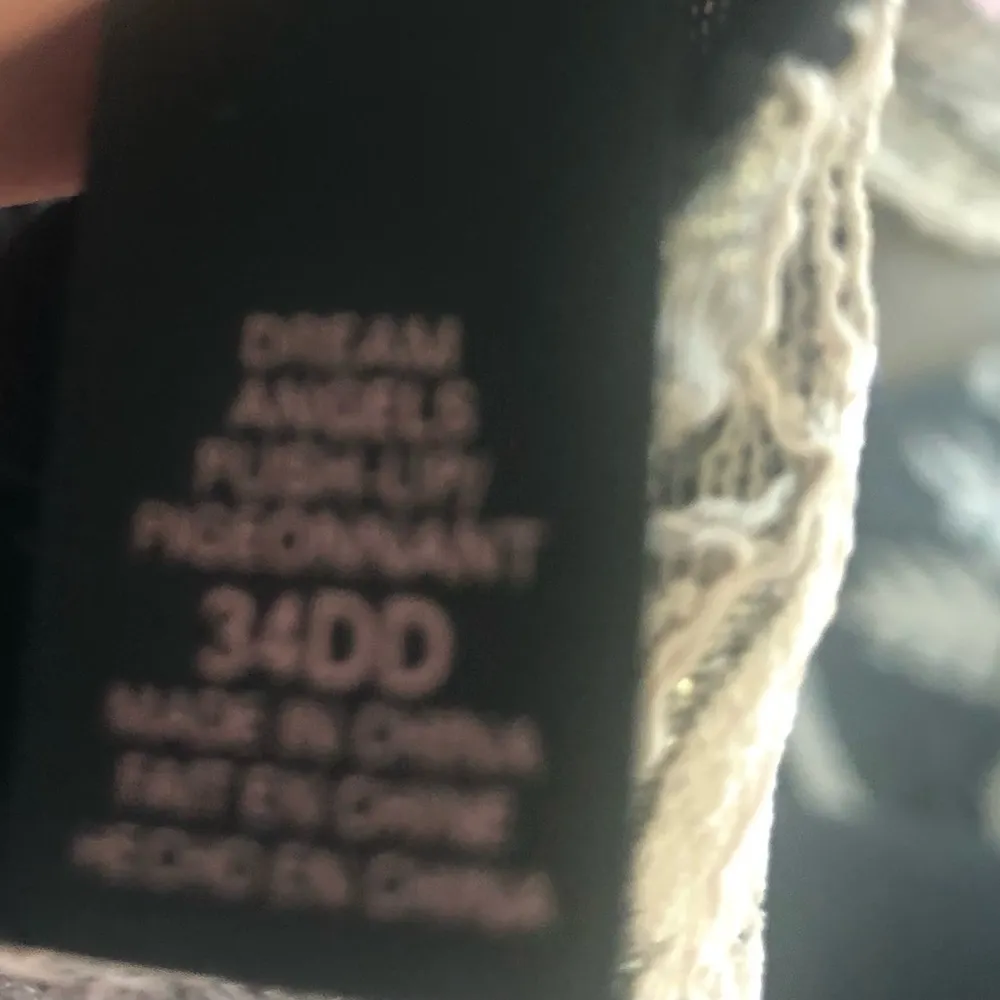 DREAM
ANGELS
PUSH-UP/
PIGEONNANT
34DD
MADE IN CHINA
FAIT EN CHINE
HECHO EN CHINA